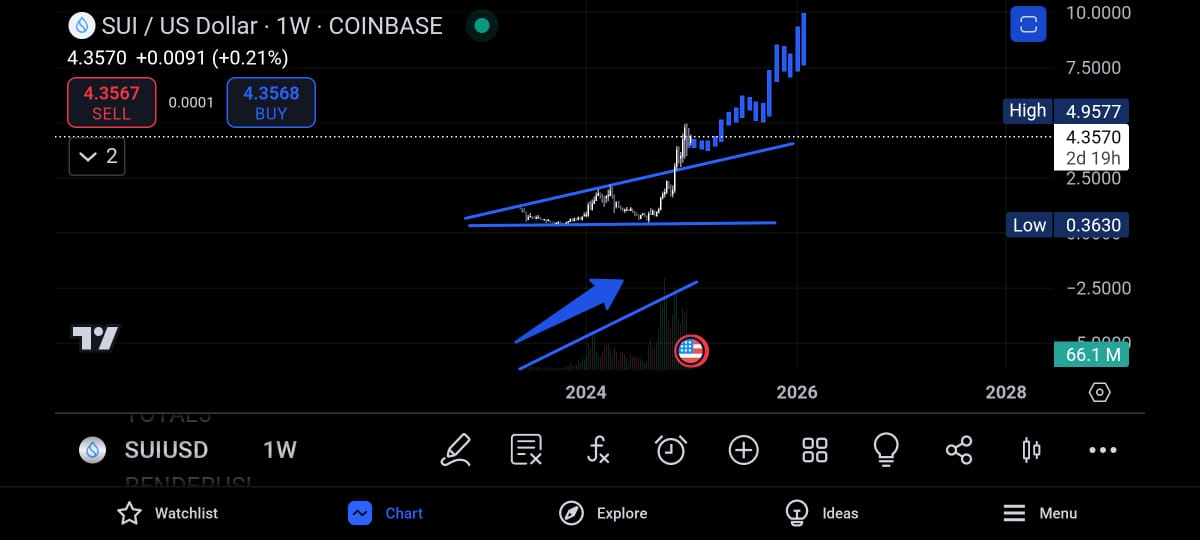 SUI / US Dollar · 1W · COINBASE
10.0000
4.3570 +0.0091 (+0.21%)
7.5000
4.3567
SELL
0.0001
4.3568
BUY
High 4.9577
4.3570
2d 19h
2
2.5000
Low 0.3630
−2.5000
66.1 M
2024 2026 2028
SUIUSD 1W
Watchlist Chart Explore Ideas Menu